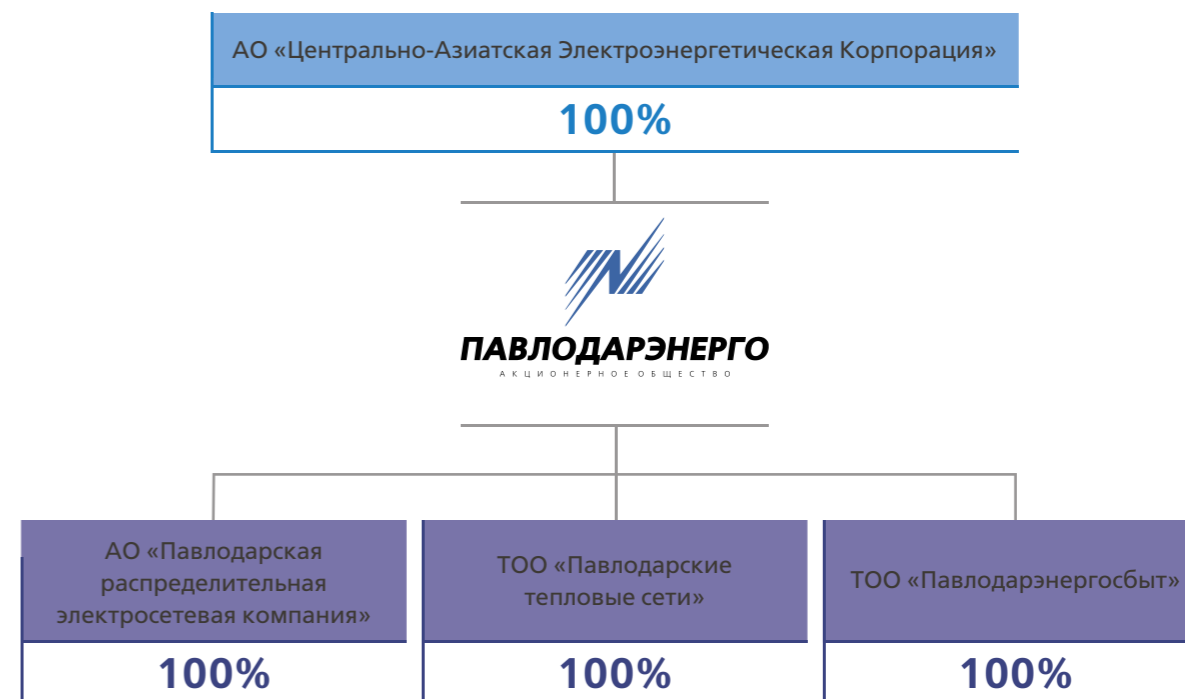 АО «Центрально-Азиатская Электроэнергетическая Корпорация»
100%
ПАВЛОДАРЭНЕРГО
АКЦИОНЕРНОЕ ОБЩЕСТВО
АО «Павлодарская
распределительная
электросетевая компания»
100%
ТОО «Павлодарские
тепловые сети»
100%
ТОО «Павлодарэнергосбыт»
100%